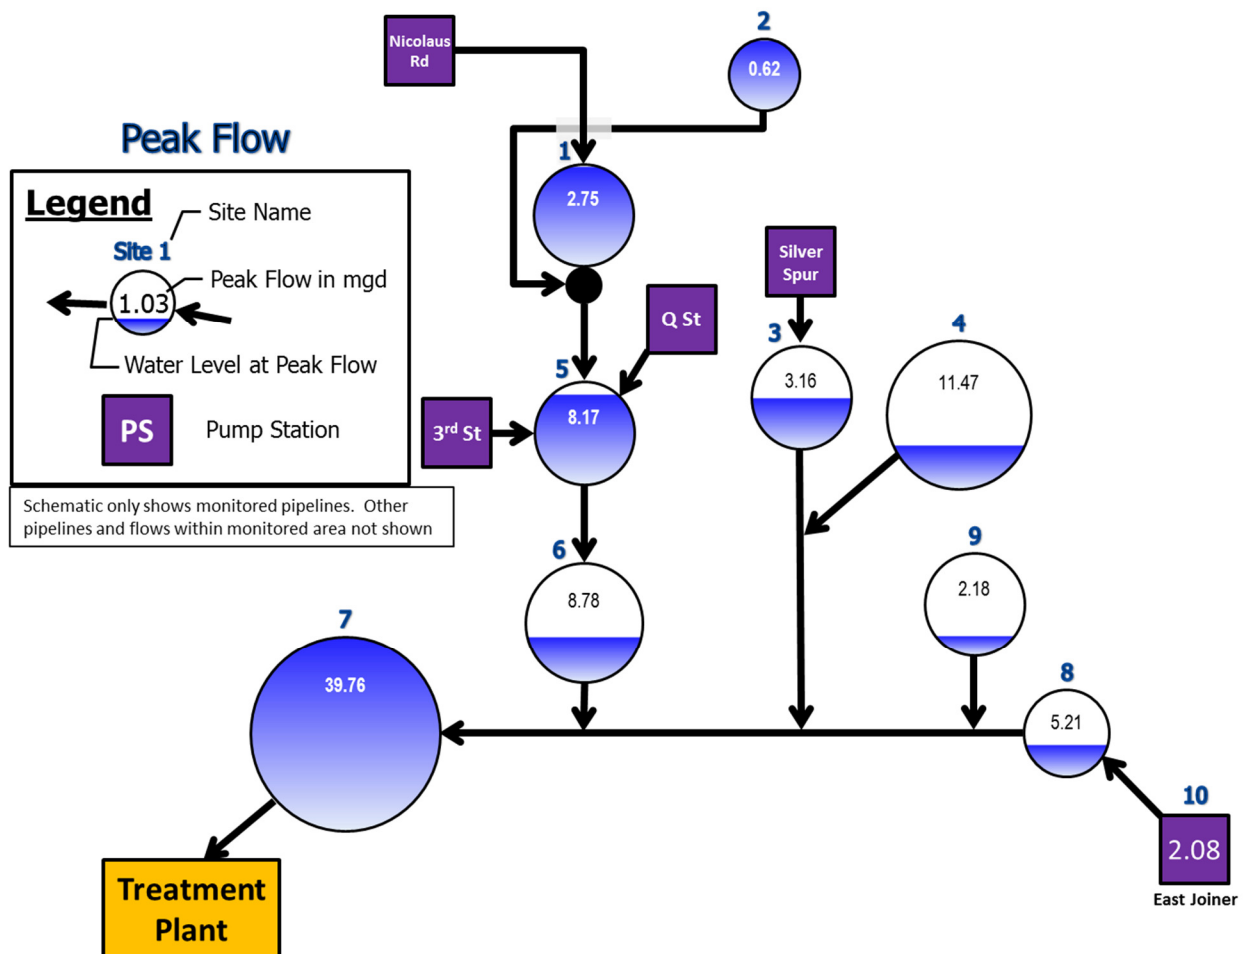 Nicolaus
Rd
2
0.62
Peak Flow
1
2.75
Legend
Site Name
Site 1
Peak Flow in mgd
1.03
Water Level at Peak Flow
PS
Pump Station
Schematic only shows monitored pipelines. Other
pipelines and flows within monitored area not shown
Silver
Spur
Q St
3
3.16
4
11.47
5
8.17
3rd St
6
8.78
9
2.18
7
39.76
8
5.21
10
2.08
East Joiner
Treatment
Plant